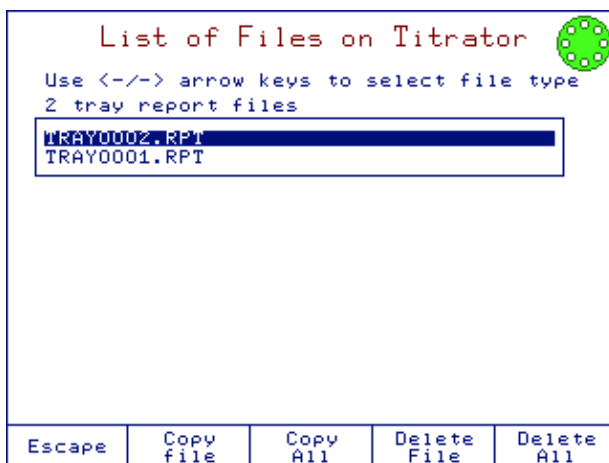 List of Files on Titrator
Use <-/-> arrow keys to select file type
2 tray report files
TRAY0002.RPT
TRAY0001.RPT
Escape
Copy
file
Copy
All
Delete
File
Delete
All